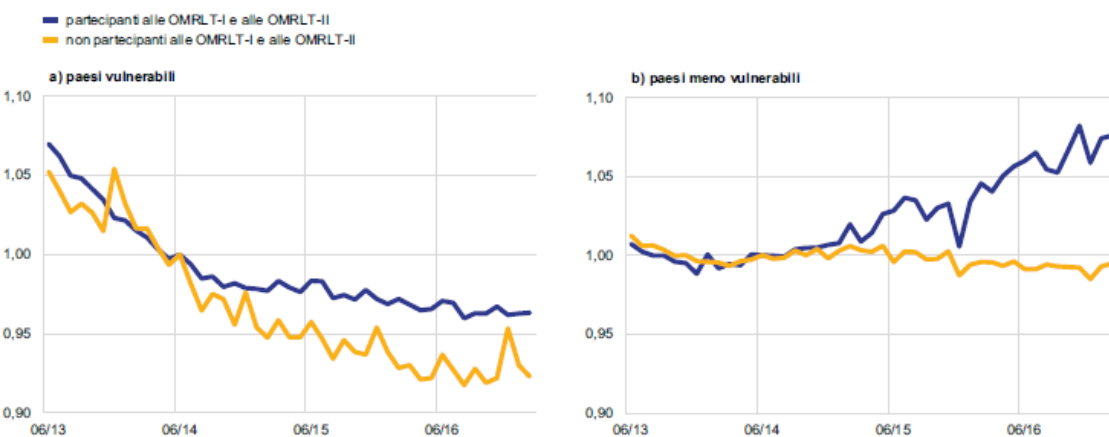 partecipanti alle OMRLT-I e alle OMRLT-II
non partecipanti alle OMRLT-I e alle OMRLT-II
a) paesi vulnerabili
1,10
1,05
1,00
0,95
0,90
06/13 06/14 06/15 06/16
b) paesi meno vulnerabili
1,10
1,05
1,00
0,95
0,90
06/13 06/14 06/15 06/16